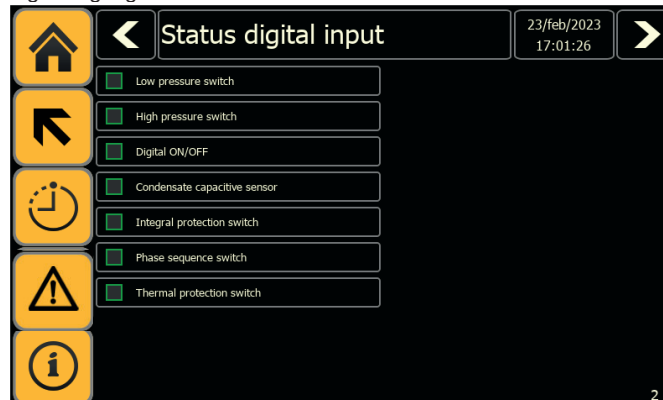 Status digital input
23/feb/2023
17:01:26
Low pressure switch
High pressure switch
Digital ON/OFF
Condensate capacitive sensor
Integral protection switch
Phase sequence switch
Thermal protection switch
i
2